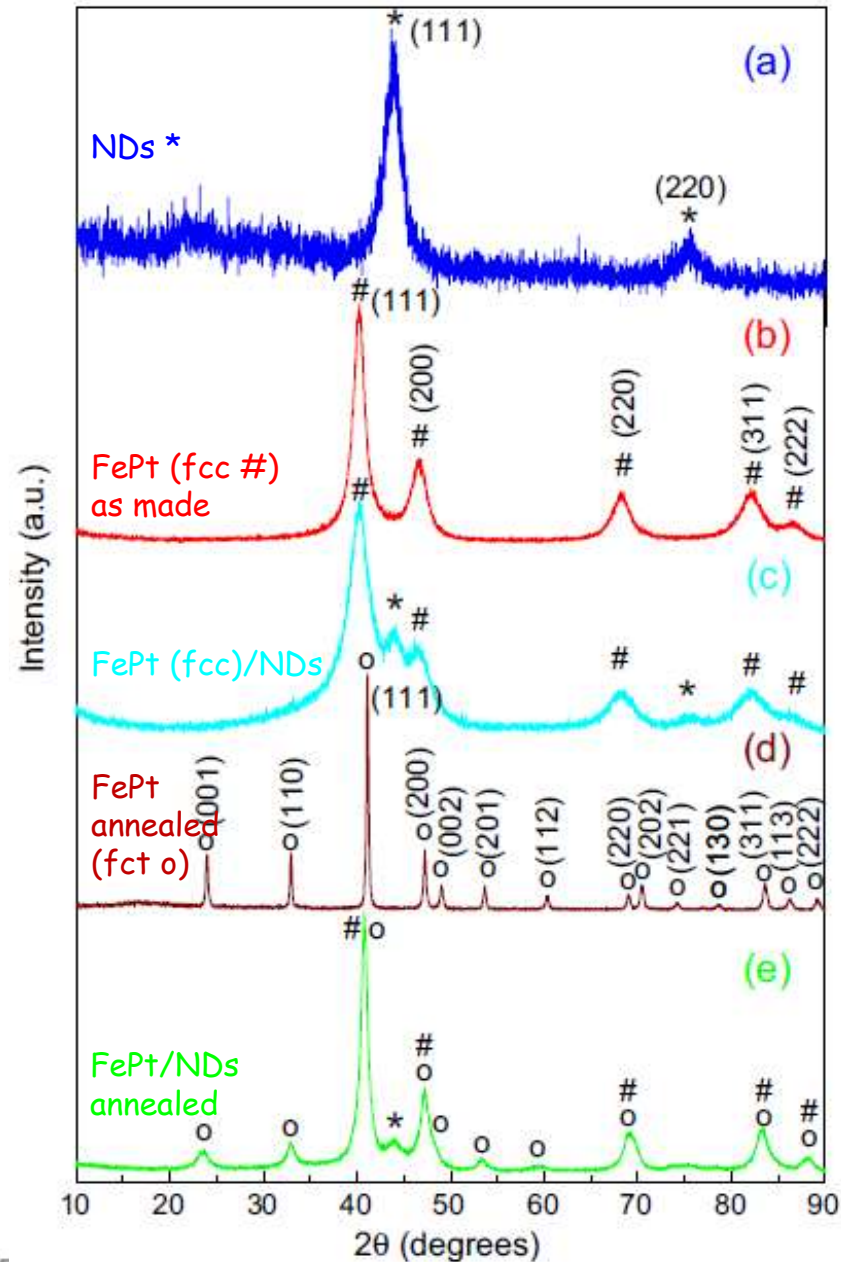 * (111)
(a)
NDs *
(220)
*
# (111)
(b)
# (200)
# (220)
# (311)
(222)
#
FePt (fcc #)
as made
#
(c)
* #
FePt (fcc)/NDs
# * # #
o
(111)
(d)
FePt
annealed
(fct o)
o (001)
o (110)
o (200)
o (002)
o (201)
o (112)
o (220)
o (202)
o (221)
o (130)
o (311)
o (113)
o (222)
# o
(e)
FePt/NDs
annealed
o o * # o o o o # o # o # o
Intensity (a.u.)
10 20 30 40 50 60 70 80 90
2θ (degrees)